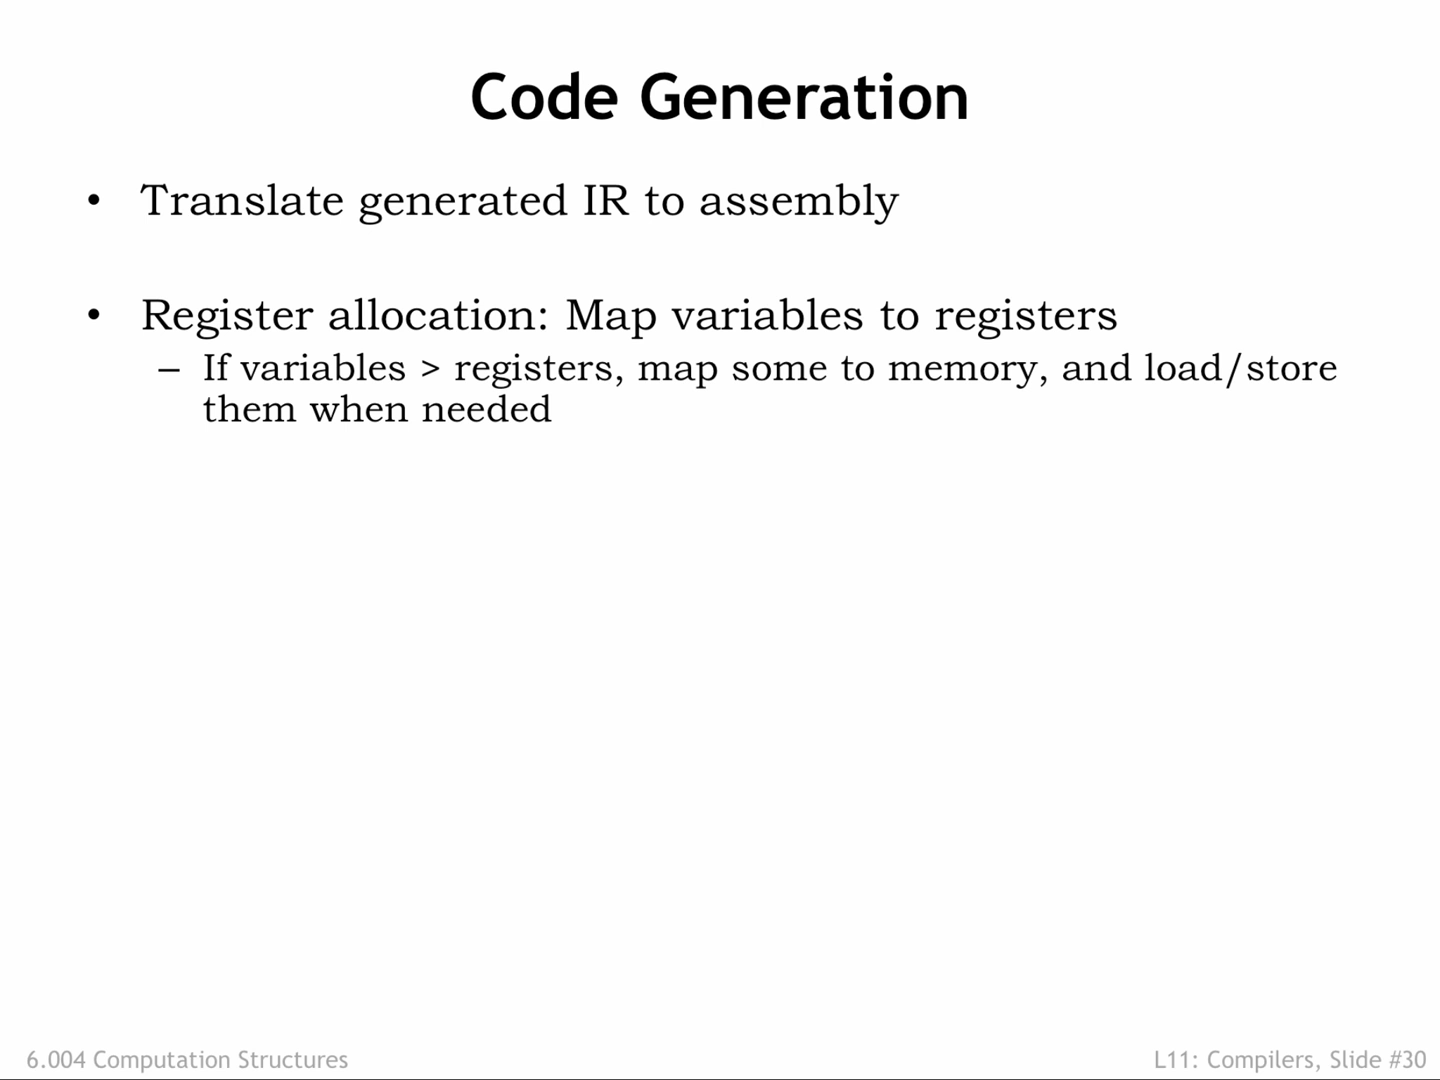 Code Generation
• Translate generated IR to assembly
• Register allocation: Map variables to registers
– If variables > registers, map some to memory, and load/store
them when needed
6.004 Computation Structures
L11: Compilers, Slide #30